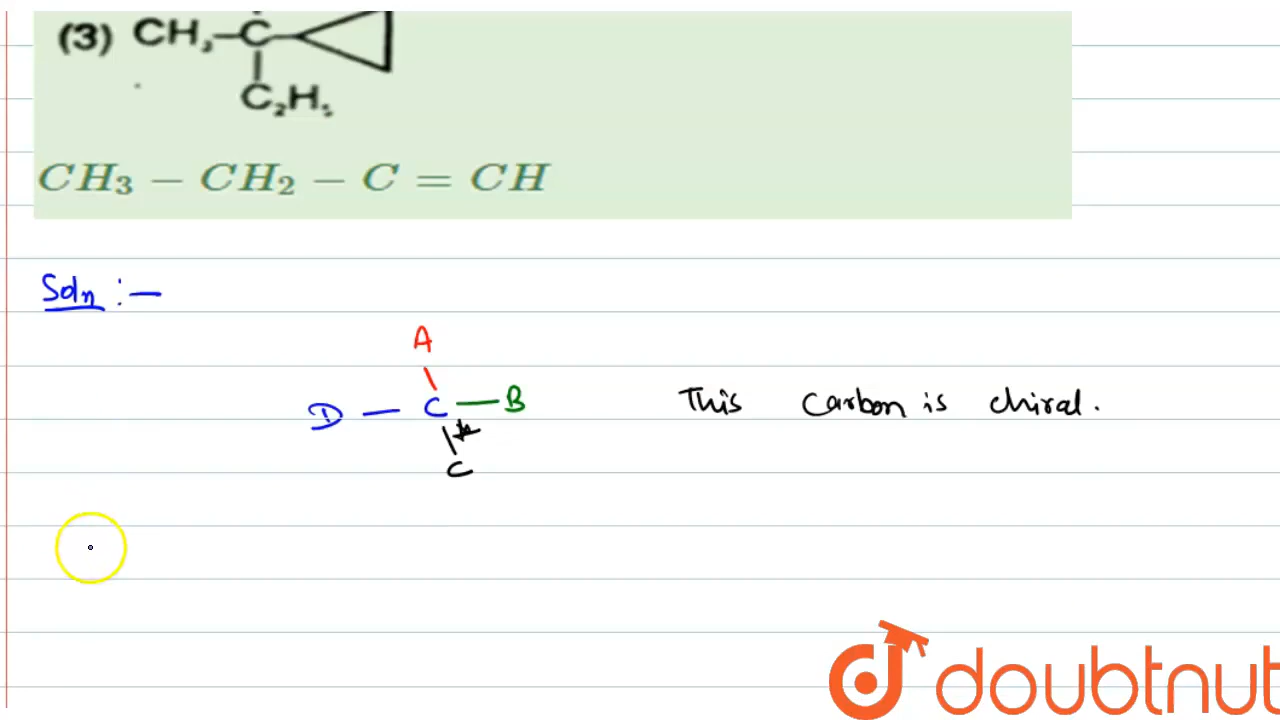 (3) CH₃-C
C₂H₅
CH₃ - CH₂ - C = CH
Soln :-
A
D - C - B This carbon is chiral.
*
C
doubtnut